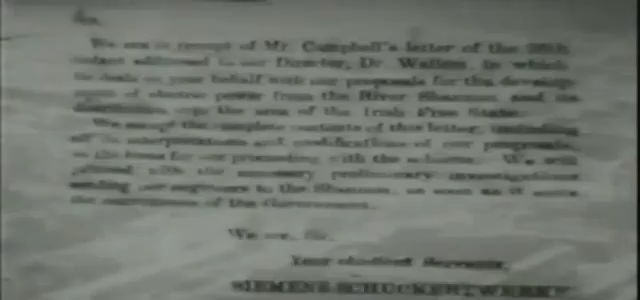 Sir,
We are in receipt of Mr. Campbell's letter of the 26th
addressed to our Director, Dr. Wallem, in which
he deals on your behalf with our proposals for the develop-
ment of electric power from the River Shannon and its
distribution over the area of the Irish Free State.
We accept the complete contents of this letter, including
all the interpretations and modifications of our proposals,
as the basis for our proceeding with the scheme. We will
proceed with the necessary preliminary investigations
sending our engineers to the Shannon, as soon as it meets
the convenience of the Government.
We are, Sir,
Your obedient Servants,
SIEMENS-SCHUCKERTWERKE